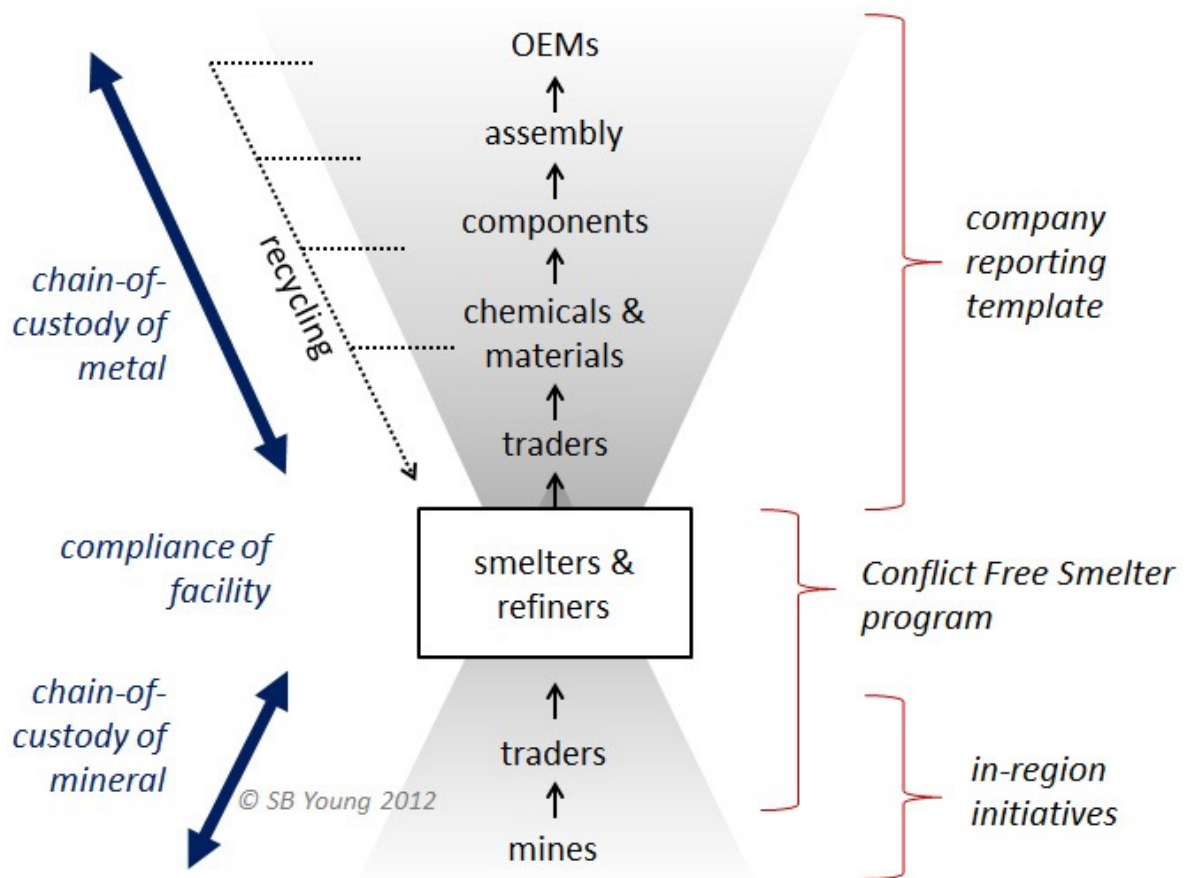 OEMs
assembly
components
chemicals &
materials
traders
smelters &
refiners
traders
mines
recycling
chain-of-
custody of
metal
compliance of
facility
chain-of-
custody of
mineral
© SB Young 2012
company
reporting
template
Conflict Free Smelter
program
in-region
initiatives